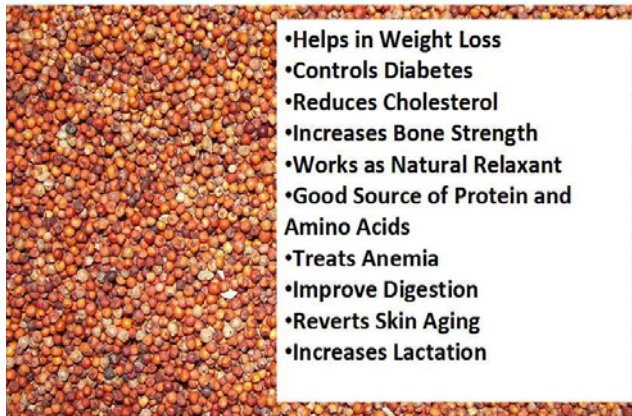 •Helps in Weight Loss
•Controls Diabetes
•Reduces Cholesterol
•Increases Bone Strength
•Works as Natural Relaxant
•Good Source of Protein and
Amino Acids
•Treats Anemia
•Improve Digestion
•Reverts Skin Aging
•Increases Lactation